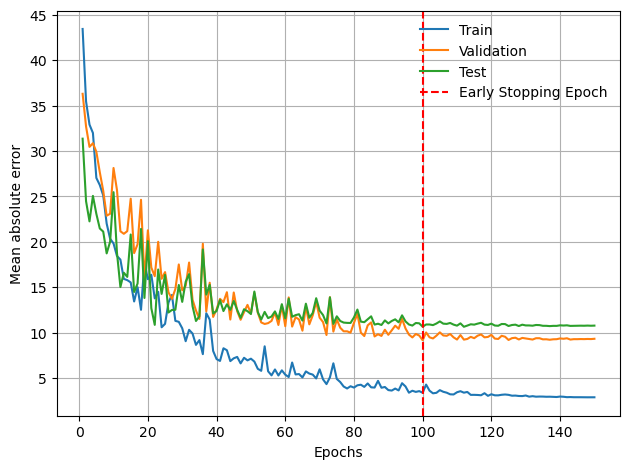 Mean absolute error
45
40
35
30
25
20
15
10
5
Train
Validation
Test
Early Stopping Epoch
0 20 40 60 80 100 120 140
Epochs